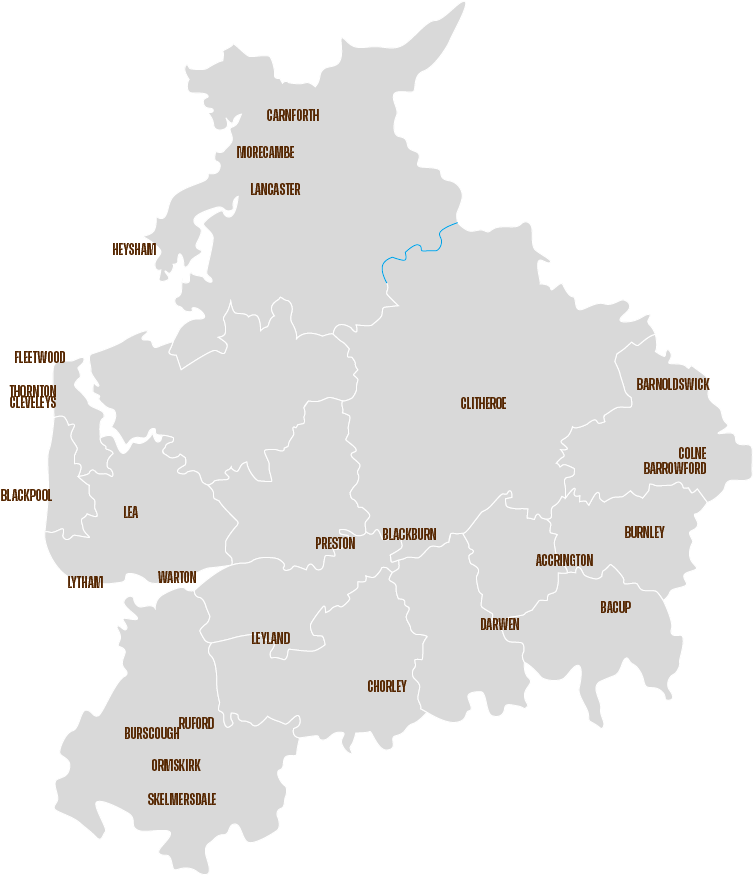 CARNFORTH
MORECAMBE
LANCASTER
HEYSHAM
FLEETWOOD
THORNTON
CLEVELEYS
BARNOLDSWICK
CLITHEROE
COLNE
BARROWFORD
BLACKPOOL
LEA
BURNLEY
BLACKBURN
PRESTON
ACCRINGTON
WARTON
LYTHAM
BACUP
DARWEN
LEYLAND
CHORLEY
RUFORD
BURSCOUGH
ORMSKIRK
SKELMERSDALE